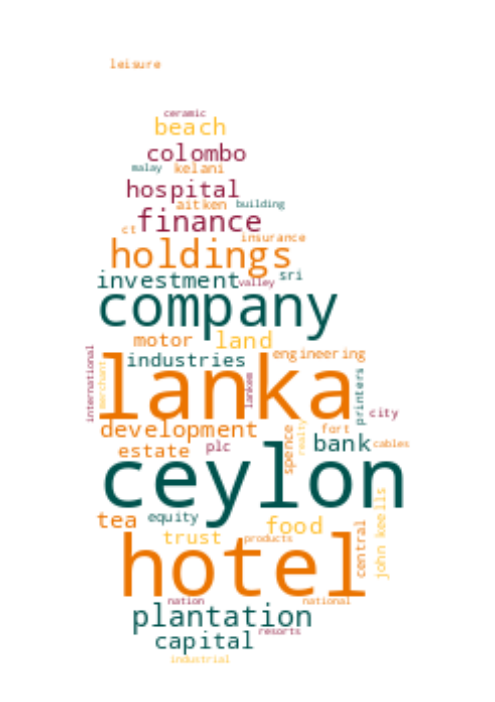 leisure
ceramic
beach
colombo
malay kelani
hospital
aitken building
ct finance
insurance
holdings
investment valley sri
company
motor land
industries engineering
international merchant lanka lankem printers
city
development fort
estate plc spence realty bank cables
ceylon
tea equity food
trust products central john keells
hotel
nation national
plantation
capital resorts
industrial